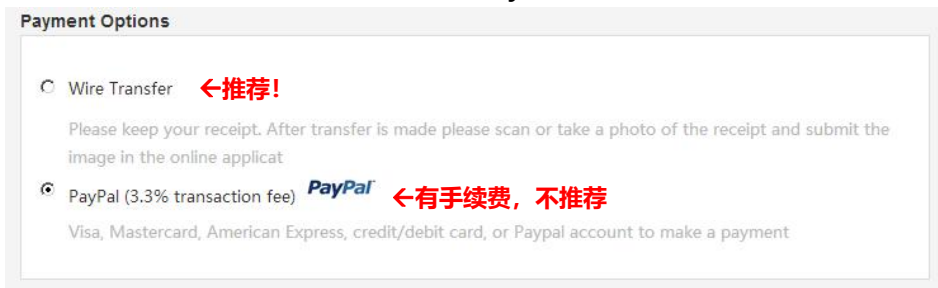 Payment Options
Wire Transfer ←推荐！
Please keep your receipt. After transfer is made please scan or take a photo of the receipt and submit the
image in the online applicat
PayPal (3.3% transaction fee) PayPal ←有手续费，不推荐
Visa, Mastercard, American Express, credit/debit card, or Paypal account to make a payment